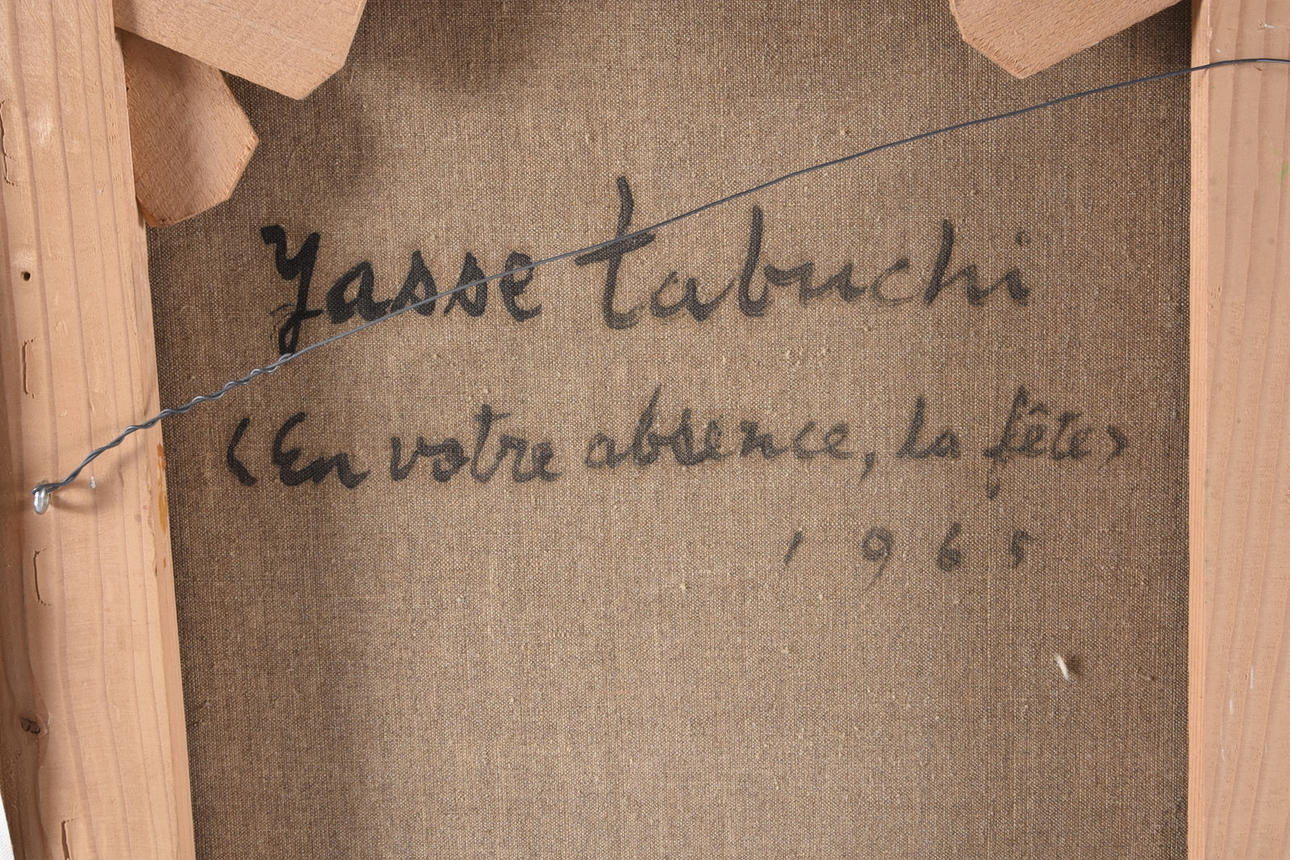 Yasse tabuchi
<En votre absence, la fête>
1965